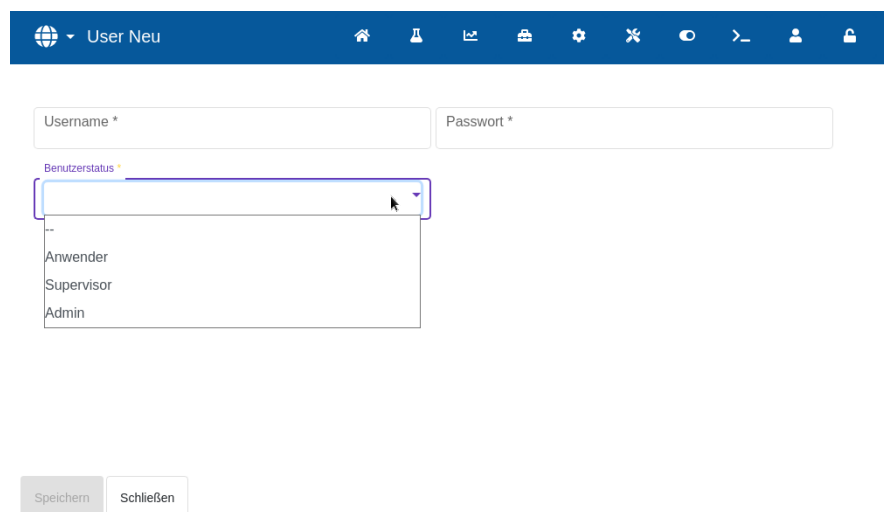 User Neu
Username * Passwort *
Benutzerstatus *
--
Anwender
Supervisor
Admin
Speichern Schließen